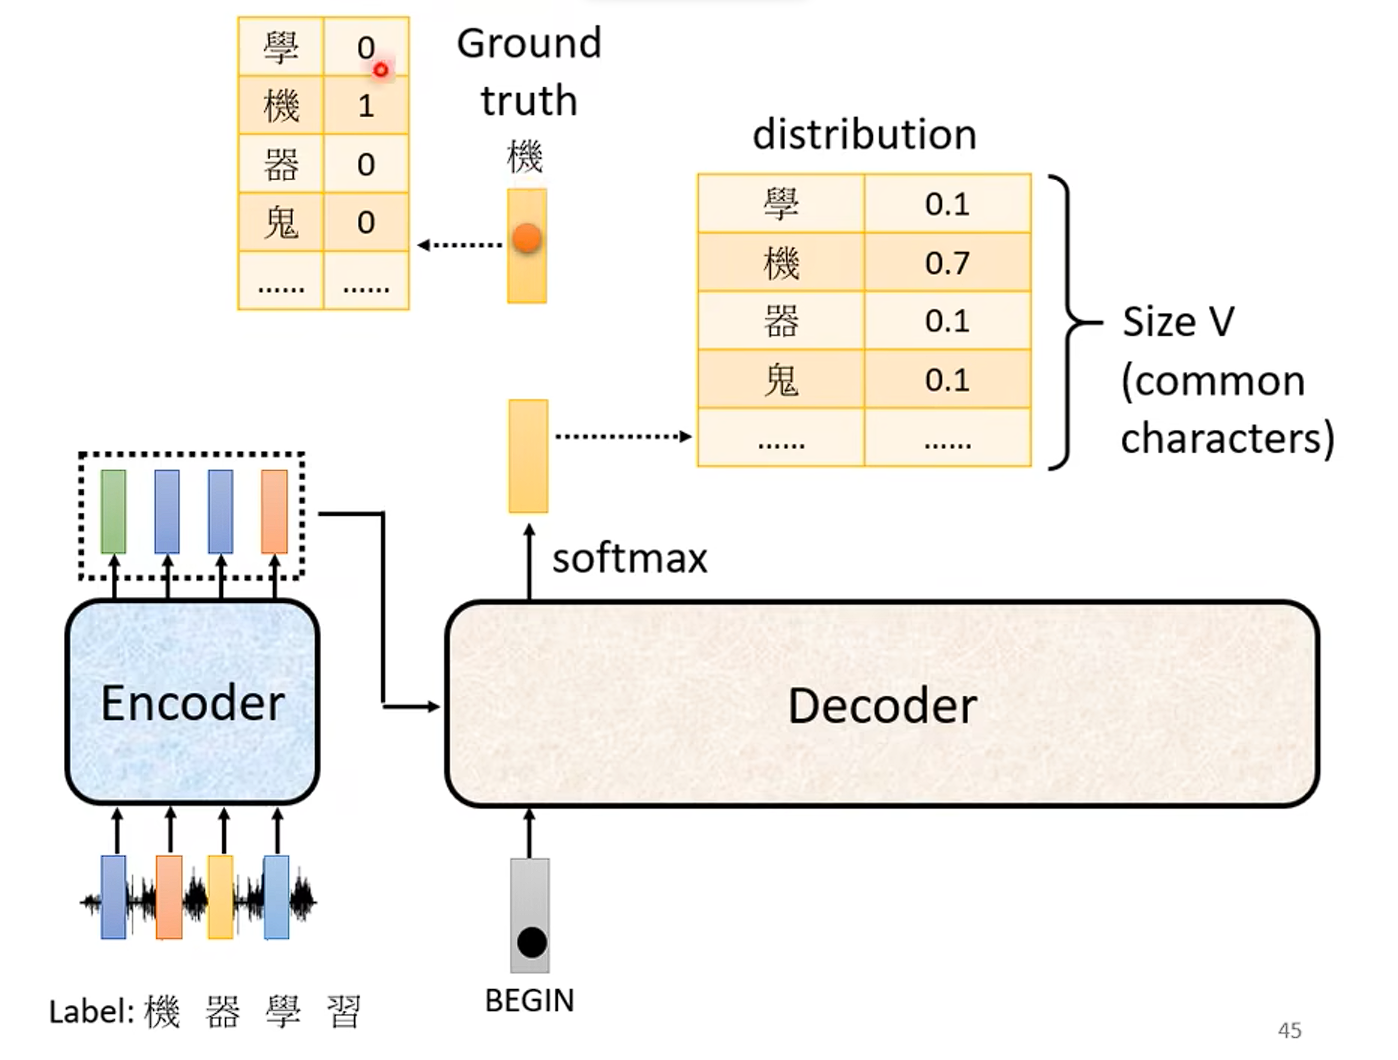 學 0
機 1
器 0
鬼 0
...... ......
Ground
truth
機
distribution
學 0.1
機 0.7
器 0.1
鬼 0.1
...... ......
Size V
(common
characters)
softmax
Encoder
Decoder
BEGIN
Label: 機 器 學 習
45